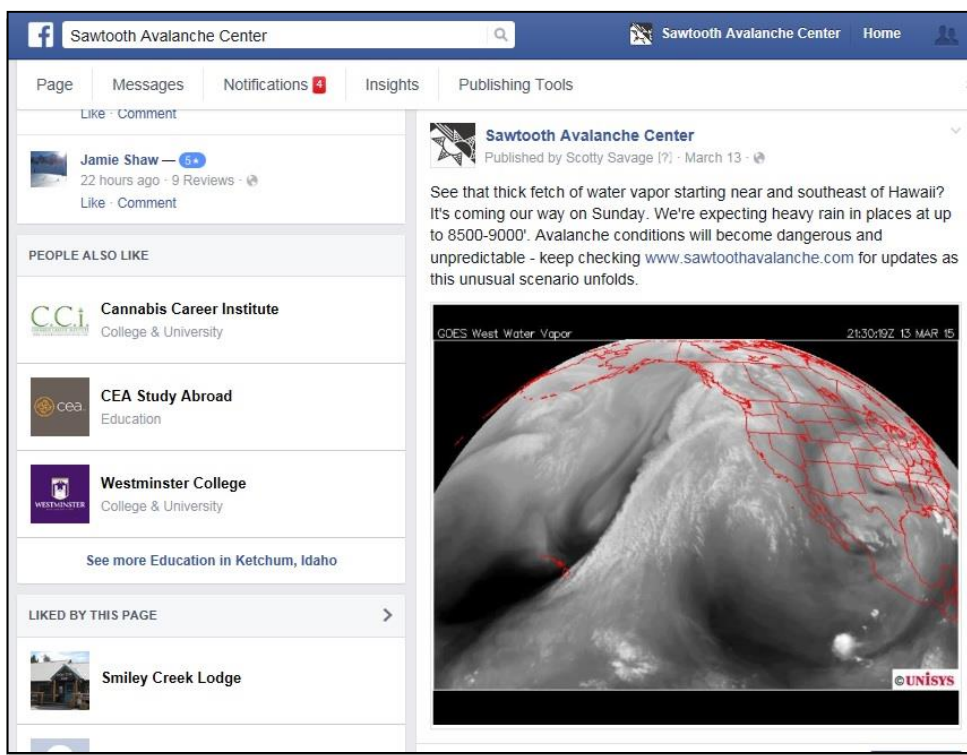 Sawtooth Avalanche Center
Sawtooth Avalanche Center Home
Page Messages Notifications 4 Insights Publishing Tools
Like · Comment
Jamie Shaw — 5★
22 hours ago · 9 Reviews ·
Like · Comment
PEOPLE ALSO LIKE
CCi
Cannabis Career Institute
College & University
cea
CEA Study Abroad
Education
WESTMINSTER
Westminster College
College & University
See more Education in Ketchum, Idaho
LIKED BY THIS PAGE
Smiley Creek Lodge
Sawtooth Avalanche Center
Published by Scotty Savage [?] · March 13 ·
See that thick fetch of water vapor starting near and southeast of Hawaii?
It's coming our way on Sunday. We're expecting heavy rain in places at up
to 8500-9000'. Avalanche conditions will become dangerous and
unpredictable - keep checking www.sawtoothavalanche.com for updates as
this unusual scenario unfolds.
GOES West Water Vapor 21:30:19Z 13 MAR 15
©UNISYS